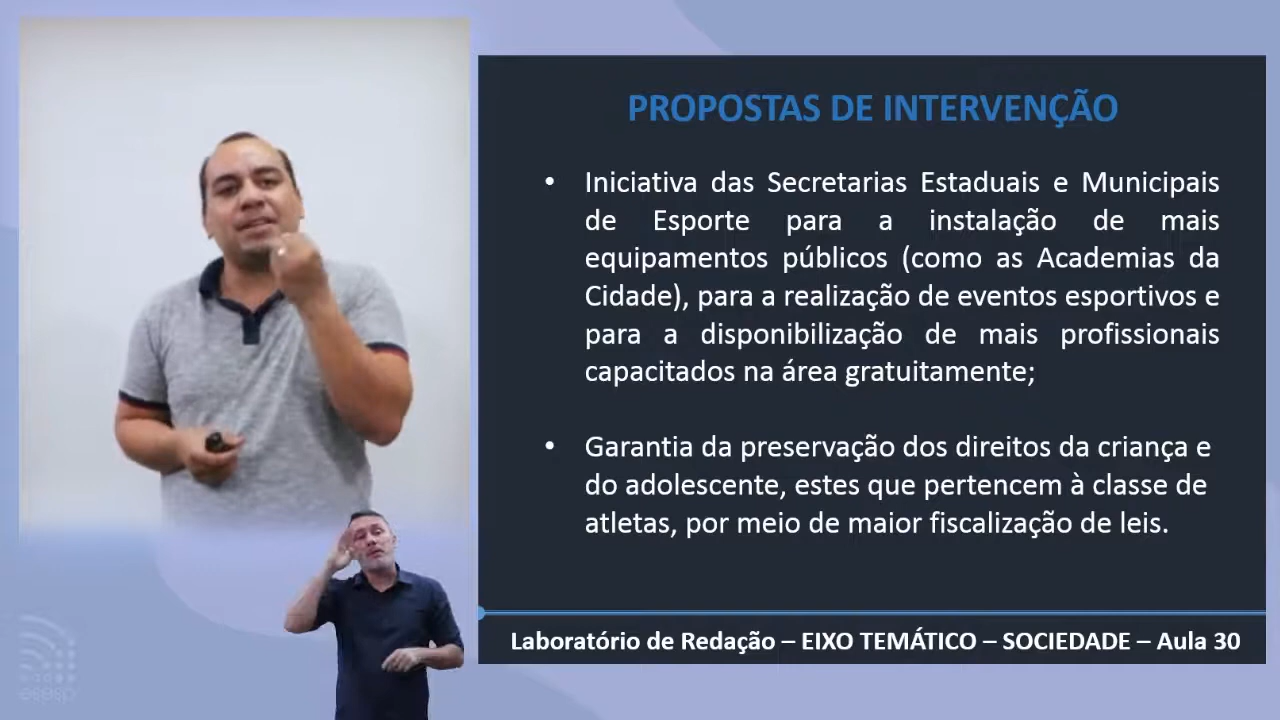 PROPOSTAS DE INTERVENÇÃO
• Iniciativa das Secretarias Estaduais e Municipais
de Esporte para a instalação de mais
equipamentos públicos (como as Academias da
Cidade), para a realização de eventos esportivos e
para a disponibilização de mais profissionais
capacitados na área gratuitamente;
• Garantia da preservação dos direitos da criança e
do adolescente, estes que pertencem à classe de
atletas, por meio de maior fiscalização de leis.
Laboratório de Redação – EIXO TEMÁTICO – SOCIEDADE – Aula 30